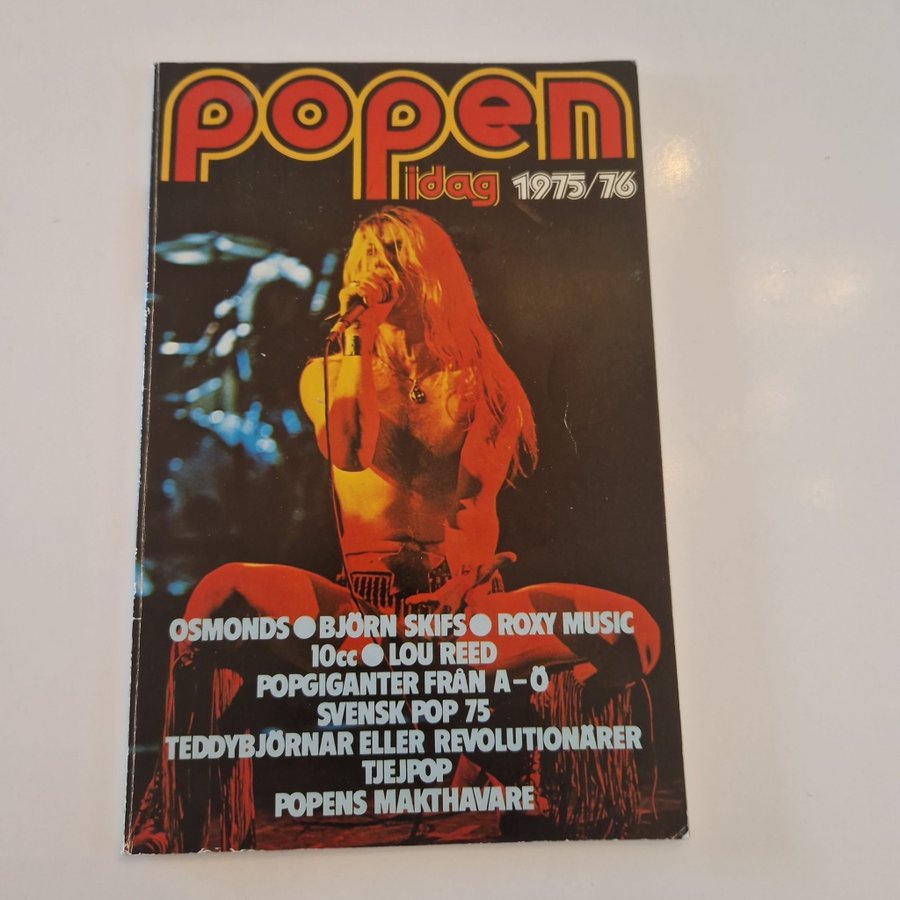 popen
idag 1975/76
OSMONDS ● BJÖRN SKIFS ● ROXY MUSIC
10cc ● LOU REED
POPGIGANTER FRÅN A–Ö
SVENSK POP 75
TEDDYBJÖRNAR ELLER REVOLUTIONÄRER
TJEJPOP
POPENS MAKTHAVARE